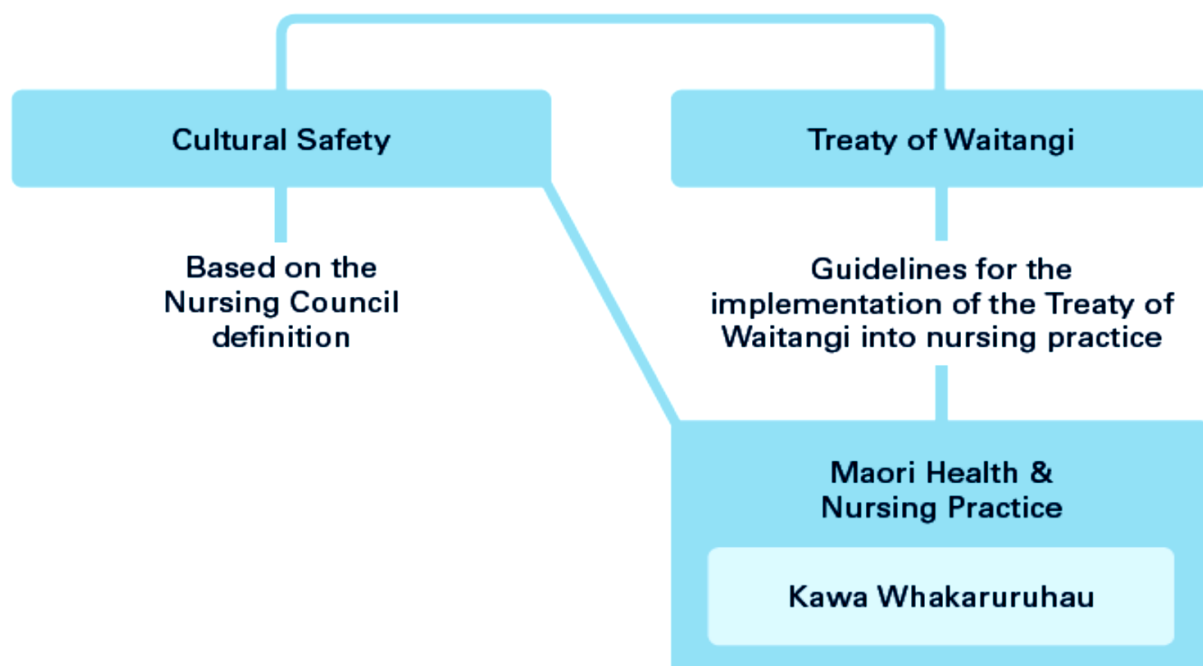 Cultural Safety
Treaty of Waitangi
Based on the
Nursing Council
definition
Guidelines for the
implementation of the Treaty of
Waitangi into nursing practice
Maori Health &
Nursing Practice
Kawa Whakaruruhau